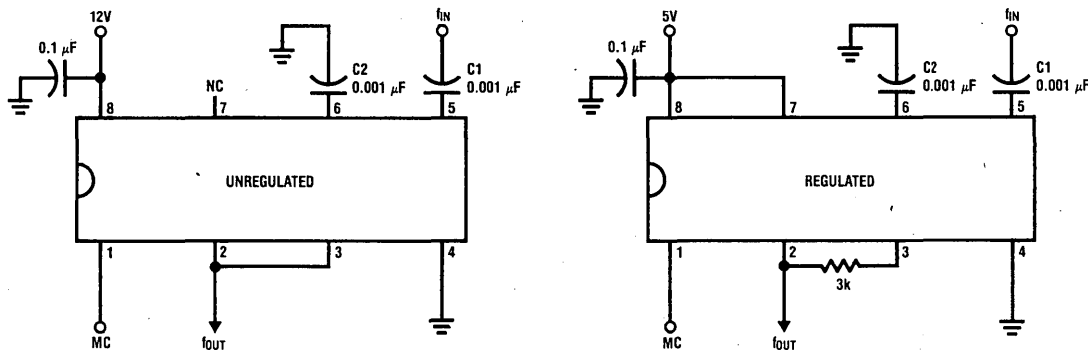 12V
0.1 μF
8
NC
7
C2
0.001 μF
6
fIN
C1
0.001 μF
5
UNREGULATED
1
2
3
4
MC
fOUT
5V
0.1 μF
8
7
C2
0.001 μF
6
fIN
C1
0.001 μF
5
REGULATED
1
2
3
4
3k
MC
fOUT